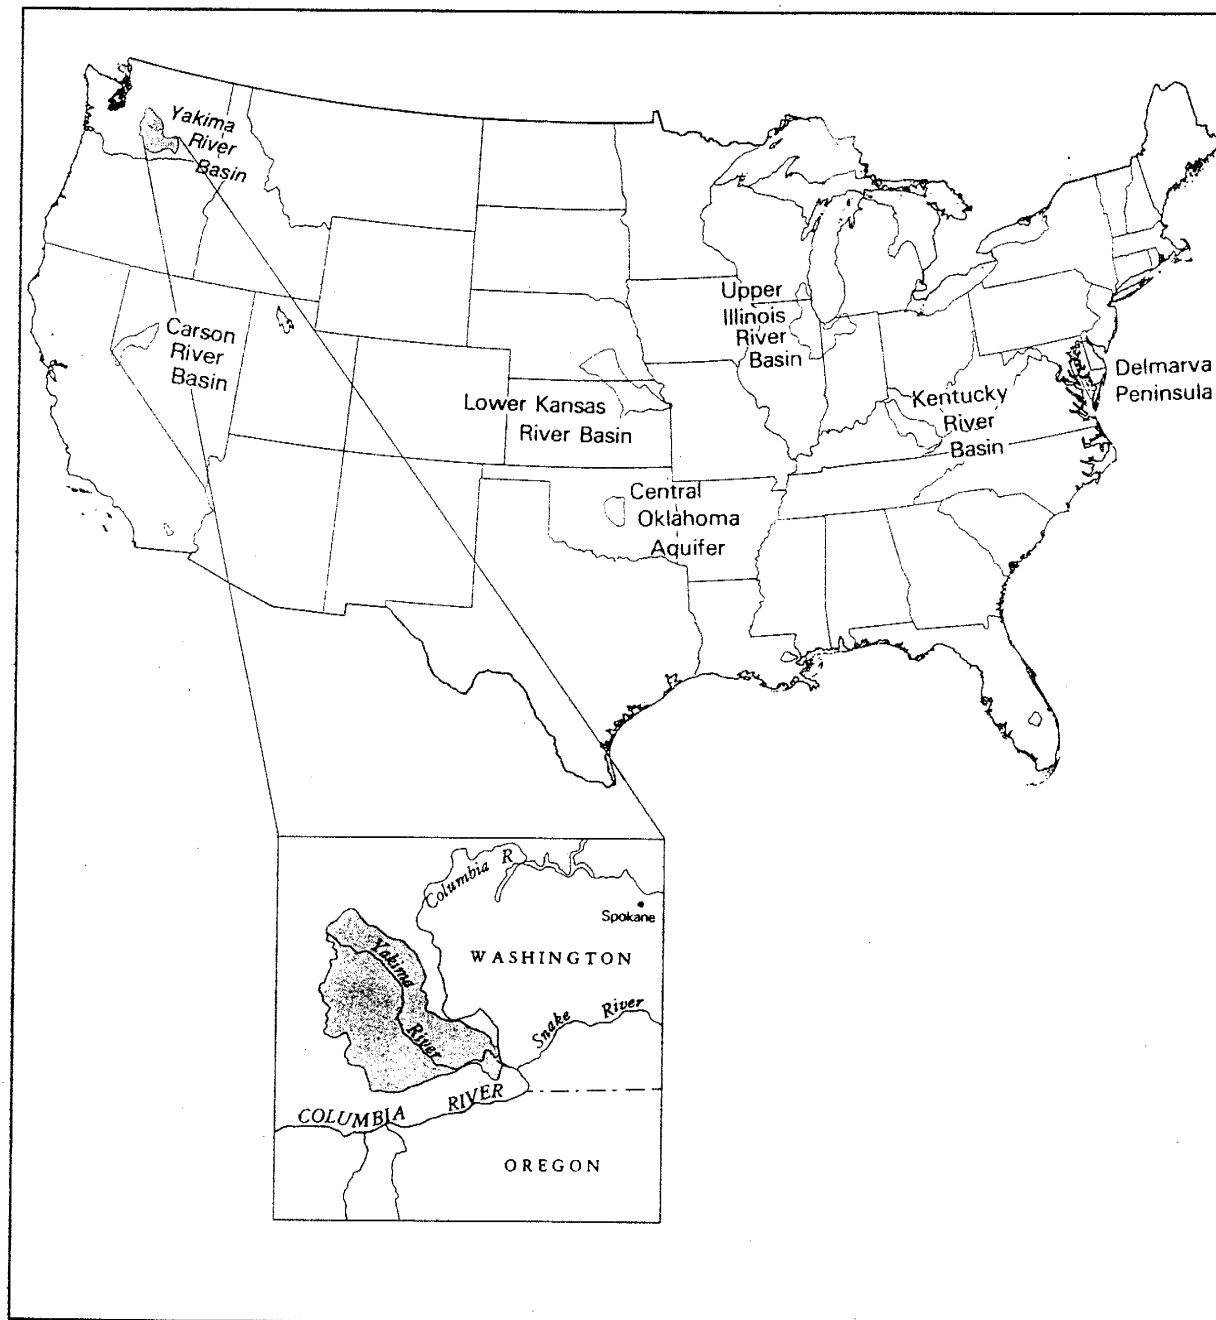 Yakima
River
Basin
Carson
River
Basin
Upper
Illinois
River
Basin
Lower Kansas
River Basin
Kentucky
River
Basin
Delmarva
Peninsula
Central
Oklahoma
Aquifer
Columbia R
Spokane
WASHINGTON
Yakima
River
Snake River
COLUMBIA RIVER
OREGON